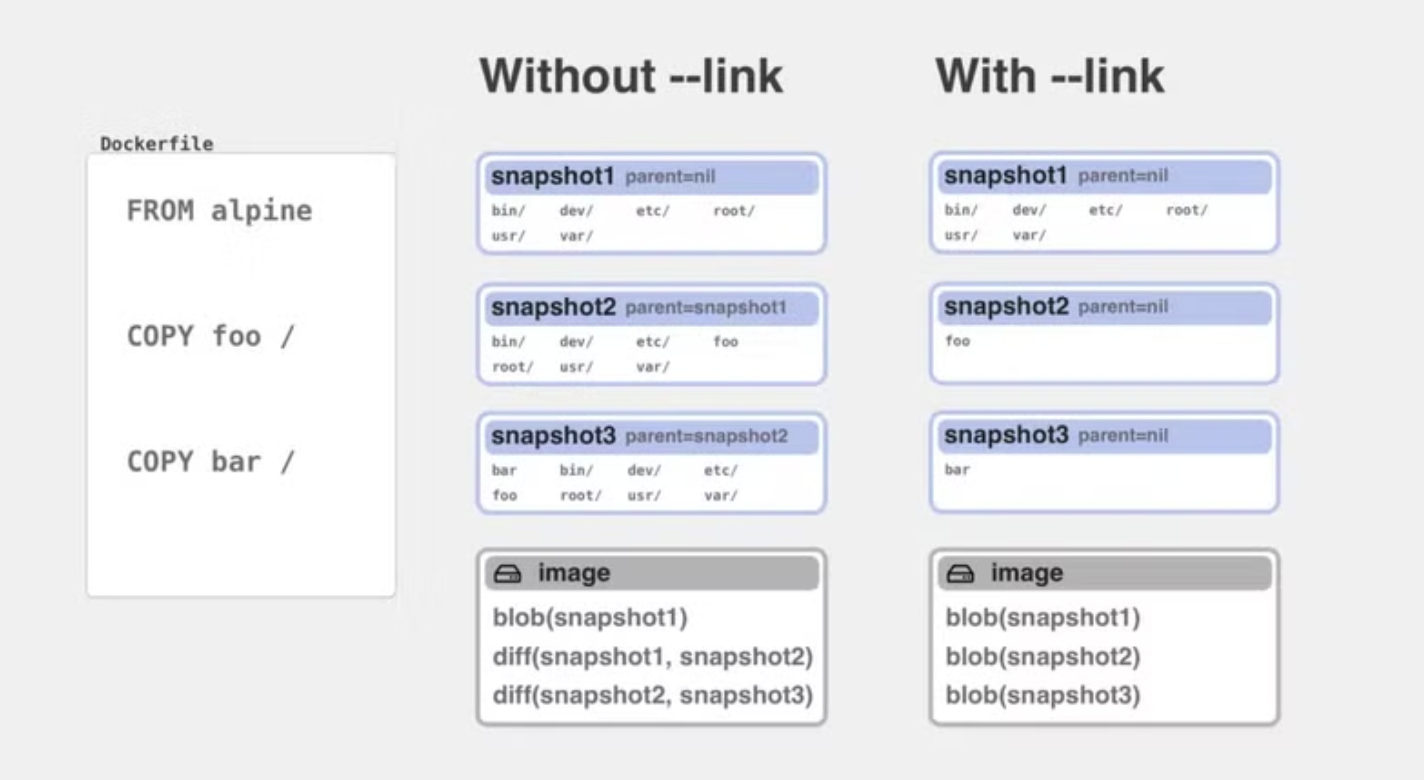 Without --link
With --link
Dockerfile
FROM alpine
COPY foo /
COPY bar /
snapshot1 parent=nil
bin/ dev/ etc/ root/
usr/ var/
snapshot2 parent=snapshot1
bin/ dev/ etc/ foo
root/ usr/ var/
snapshot3 parent=snapshot2
bar bin/ dev/ etc/
foo root/ usr/ var/
image
blob(snapshot1)
diff(snapshot1, snapshot2)
diff(snapshot2, snapshot3)
snapshot1 parent=nil
bin/ dev/ etc/ root/
usr/ var/
snapshot2 parent=nil
foo
snapshot3 parent=nil
bar
image
blob(snapshot1)
blob(snapshot2)
blob(snapshot3)